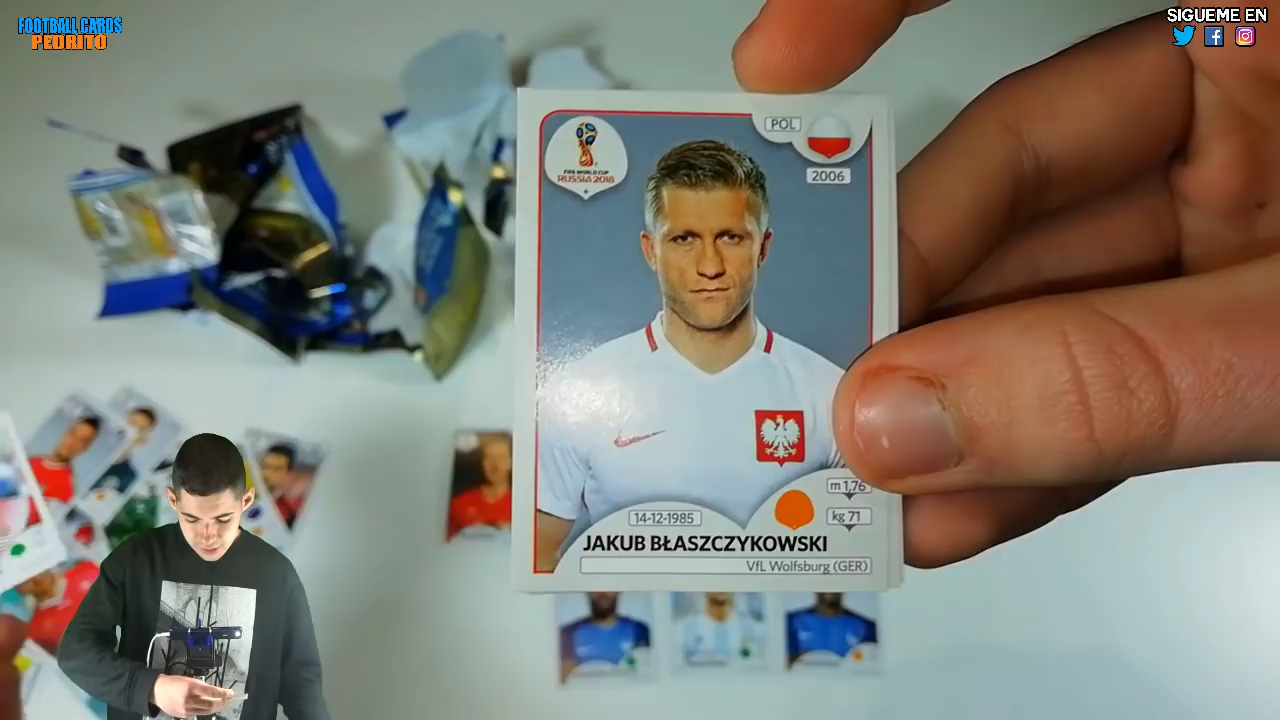 FOOTBALL CARDS
PEDRITO
SIGUEME EN
FIFA WORLD CUP
RUSSIA 2018
POL
2006
m 1,76
14-12-1985
kg 71
JAKUB BŁASZCZYKOWSKI
VfL Wolfsburg (GER)